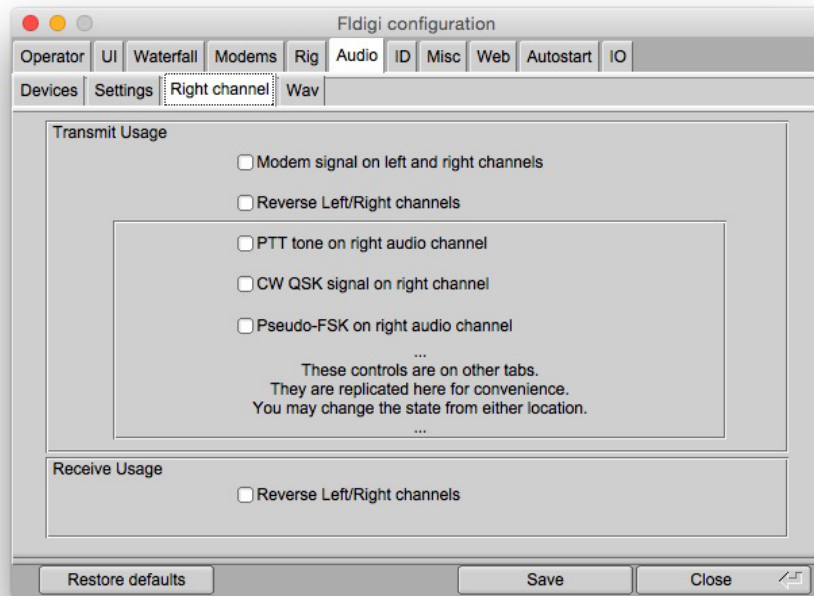 Fldigi configuration
Operator UI Waterfall Modems Rig Audio ID Misc Web Autostart IO
Devices Settings Right channel Wav
Transmit Usage
Modem signal on left and right channels
Reverse Left/Right channels
PTT tone on right audio channel
CW QSK signal on right channel
Pseudo-FSK on right audio channel
...
These controls are on other tabs.
They are replicated here for convenience.
You may change the state from either location.
...
Receive Usage
Reverse Left/Right channels
Restore defaults Save Close